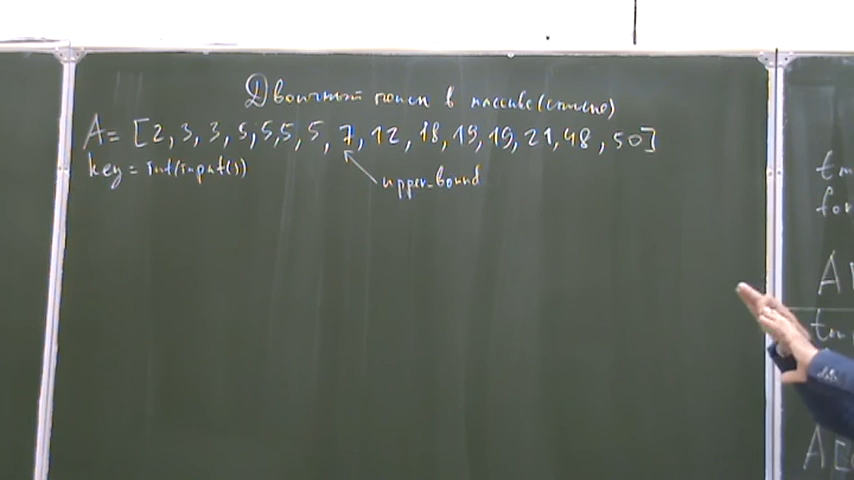 Двоичный поиск в массиве (списке)
A = [2, 3, 3, 5, 5, 5, 5, 7, 12, 18, 19, 19, 21, 48, 50]
key = int(input())
upper_bound
for
A[